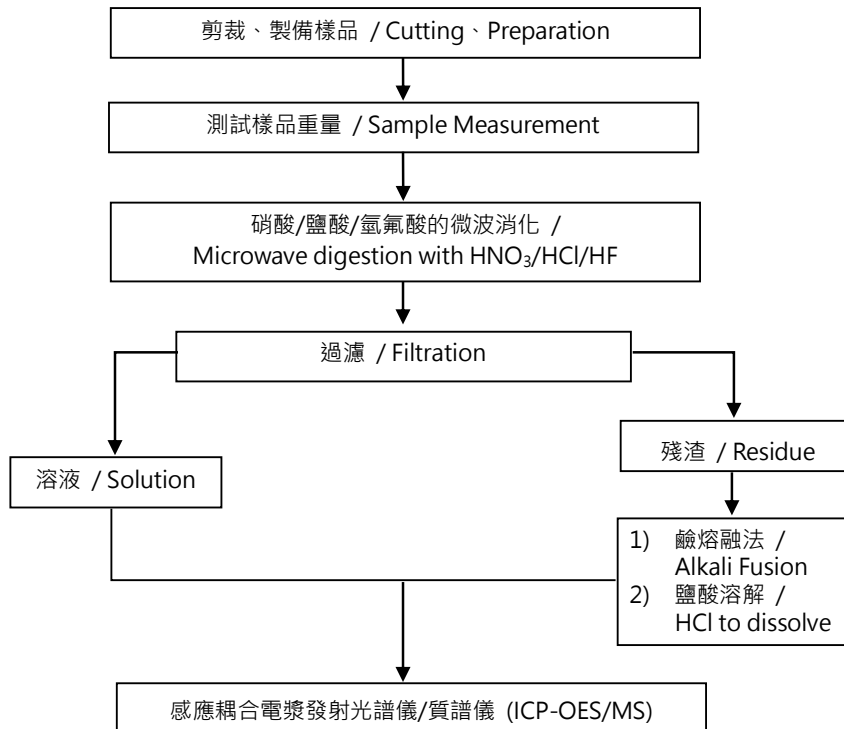 剪裁、製備樣品 / Cutting、Preparation
測試樣品重量 / Sample Measurement
硝酸/鹽酸/氫氟酸的微波消化 /
Microwave digestion with HNO₃/HCl/HF
過濾 / Filtration
溶液 / Solution
殘渣 / Residue
1) 鹼熔融法 /
Alkali Fusion
2) 鹽酸溶解 /
HCl to dissolve
感應耦合電漿發射光譜儀/質譜儀 (ICP-OES/MS)